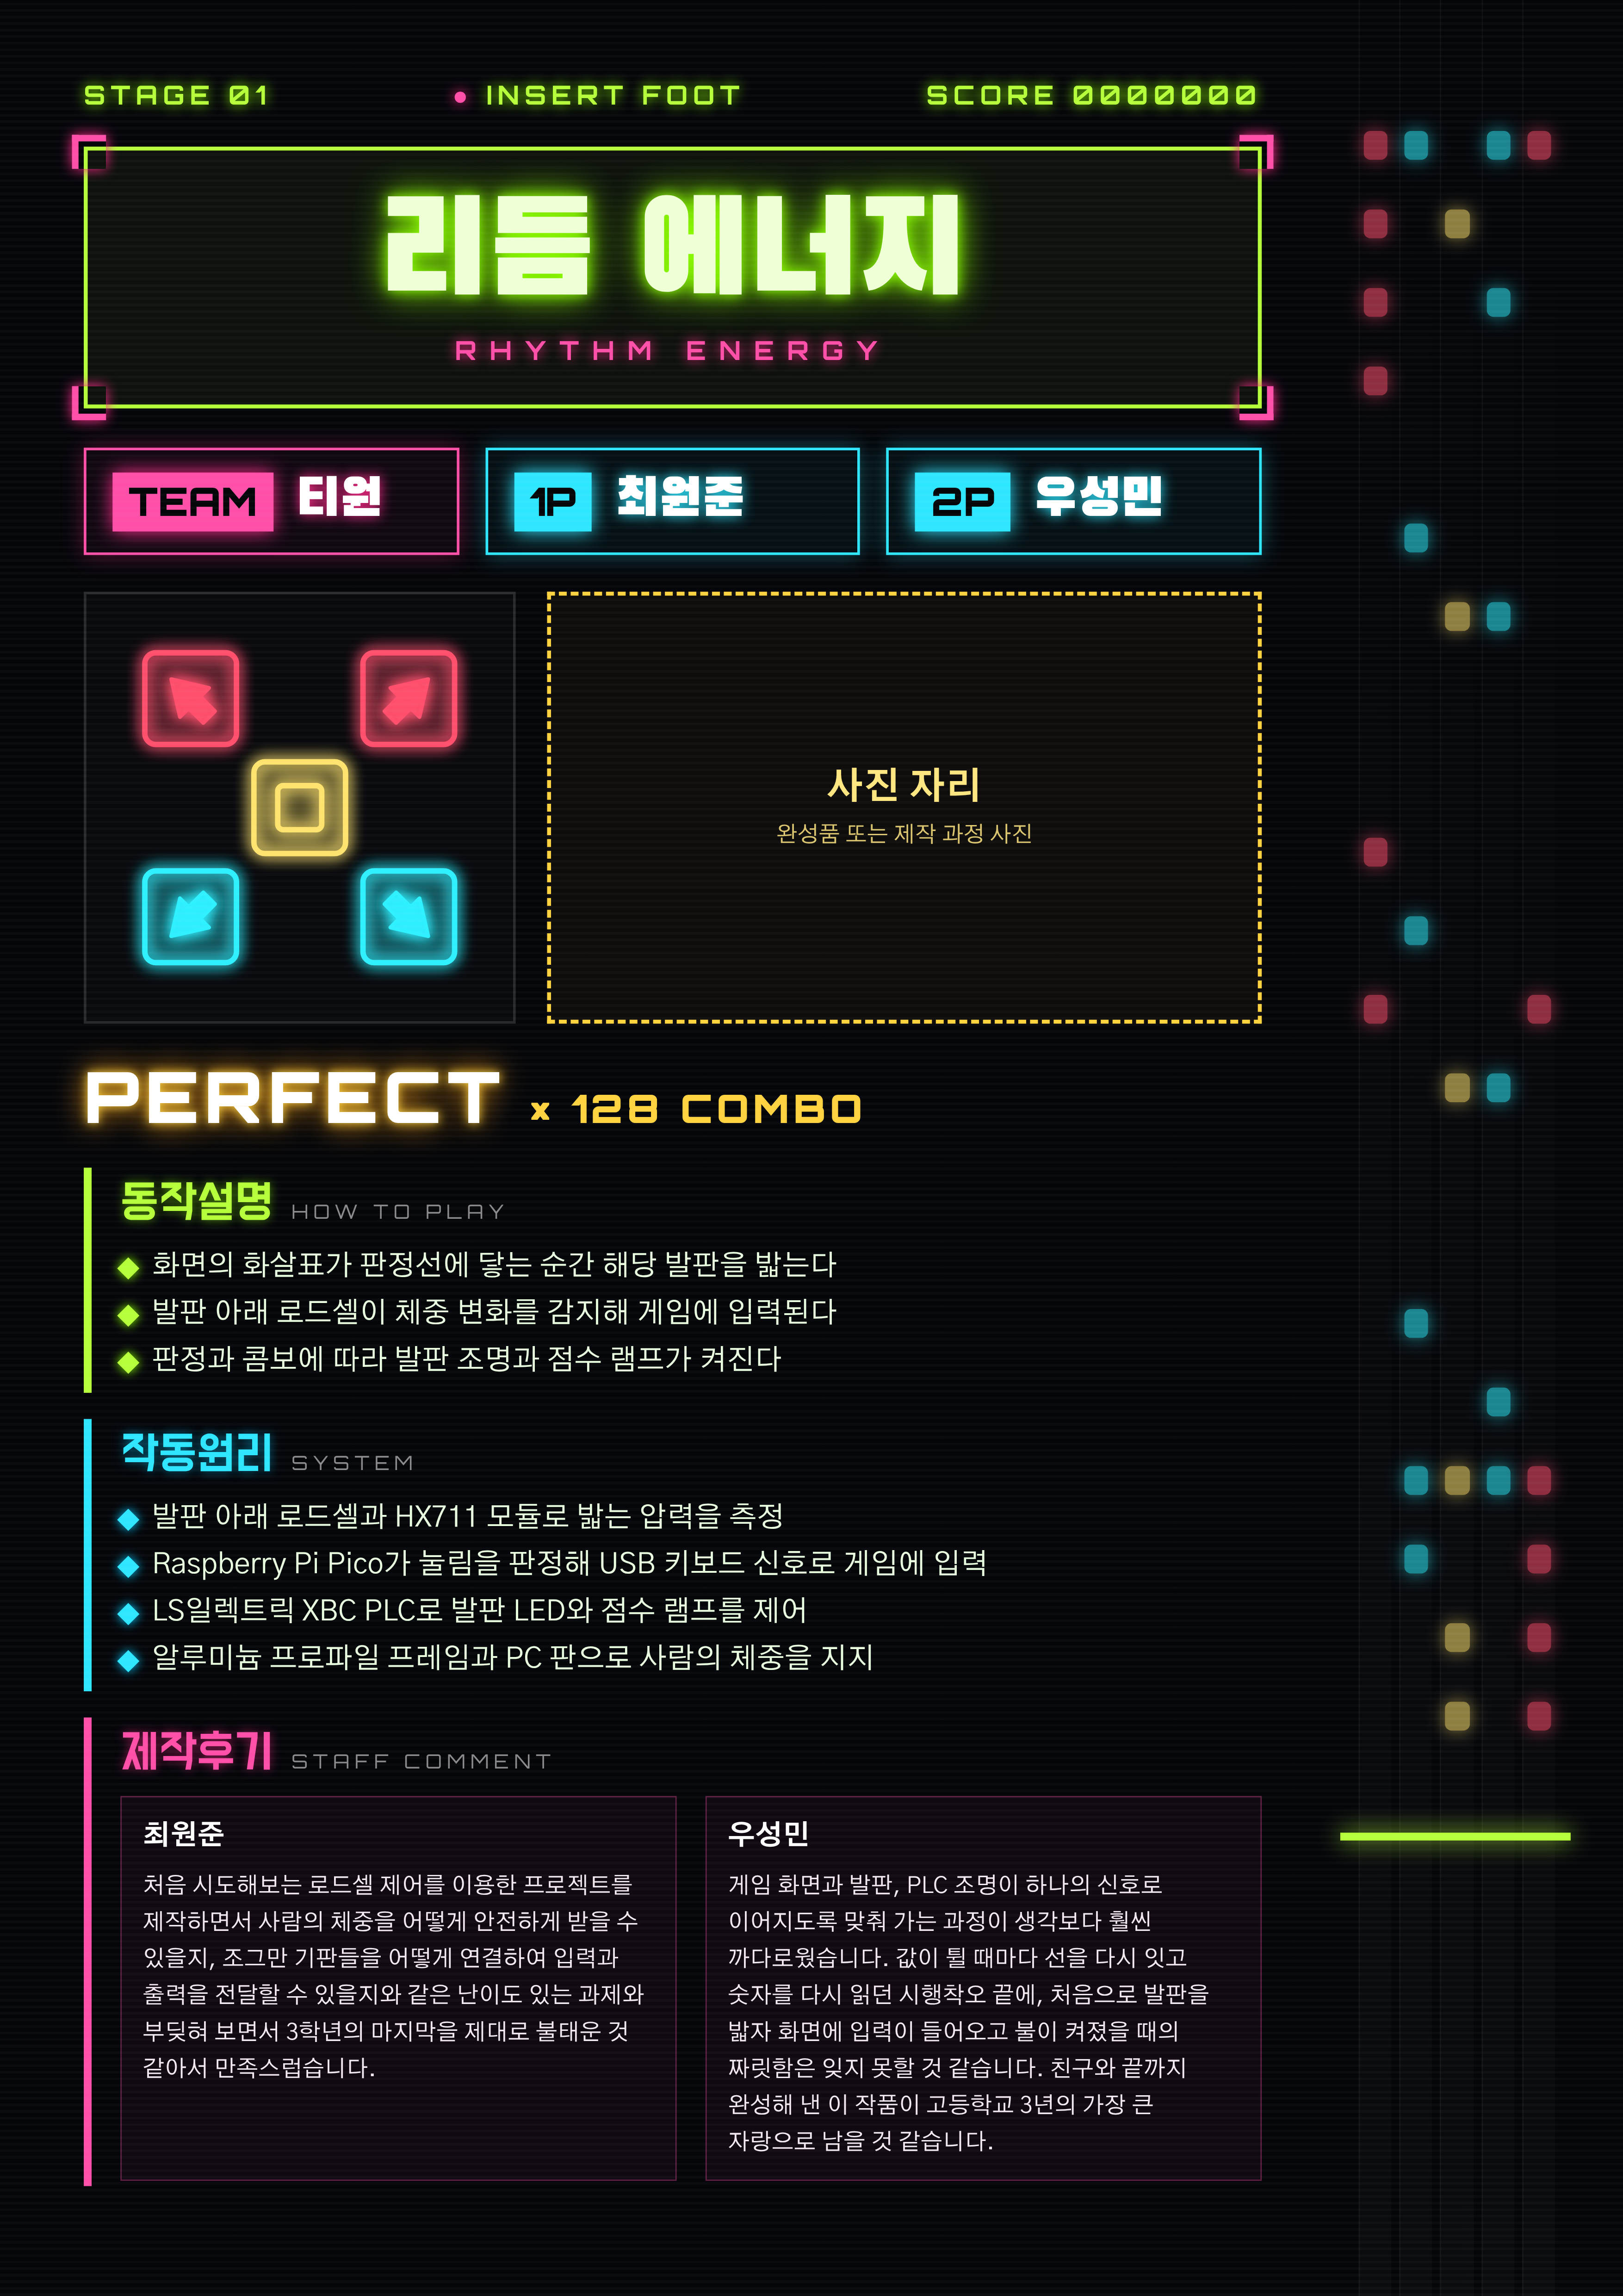 STAGE 01
INSERT FOOT
SCORE 0000000
리듬 에너지
RHYTHM ENERGY
TEAM 티원
1P 최원준
2P 우성민
사진 자리
완성품 또는 제작 과정 사진
PERFECT x 128 COMBO
동작설명 HOW TO PLAY
화면의 화살표가 판정선에 닿는 순간 해당 발판을 밟는다
발판 아래 로드셀이 체중 변화를 감지해 게임에 입력된다
판정과 콤보에 따라 발판 조명과 점수 램프가 켜진다
작동원리 SYSTEM
발판 아래 로드셀과 HX711 모듈로 밟는 압력을 측정
Raspberry Pi Pico가 눌림을 판정해 USB 키보드 신호로 게임에 입력
LS일렉트릭 XBC PLC로 발판 LED와 점수 램프를 제어
알루미늄 프로파일 프레임과 PC 판으로 사람의 체중을 지지
제작후기 STAFF COMMENT
최원준
처음 시도해보는 로드셀 제어를 이용한 프로젝트를
제작하면서 사람의 체중을 어떻게 안전하게 받을 수
있을지, 조그만 기판들을 어떻게 연결하여 입력과
출력을 전달할 수 있을지와 같은 난이도 있는 과제와
부딪혀 보면서 3학년의 마지막을 제대로 불태운 것
같아서 만족스럽습니다.
우성민
게임 화면과 발판, PLC 조명이 하나의 신호로
이어지도록 맞춰 가는 과정이 생각보다 훨씬
까다로웠습니다. 값이 튈 때마다 선을 다시 잇고
숫자를 다시 읽던 시행착오 끝에, 처음으로 발판을
밟자 화면에 입력이 들어오고 불이 켜졌을 때의
짜릿함은 잊지 못할 것 같습니다. 친구와 끝까지
완성해 낸 이 작품이 고등학교 3년의 가장 큰
자랑으로 남을 것 같습니다.